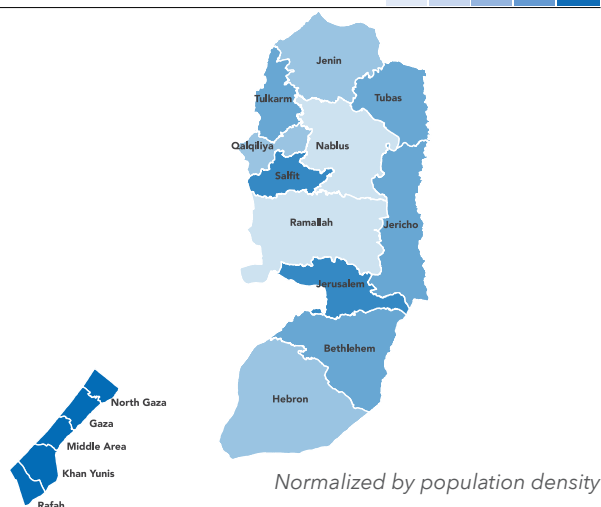 Jenin
Tulkarm
Tubas
Qalqiliya
Nablus
Salfit
Ramallah
Jericho
Jerusalem
Bethlehem
Hebron
North Gaza
Gaza
Middle Area
Khan Yunis
Rafah
Normalized by population density